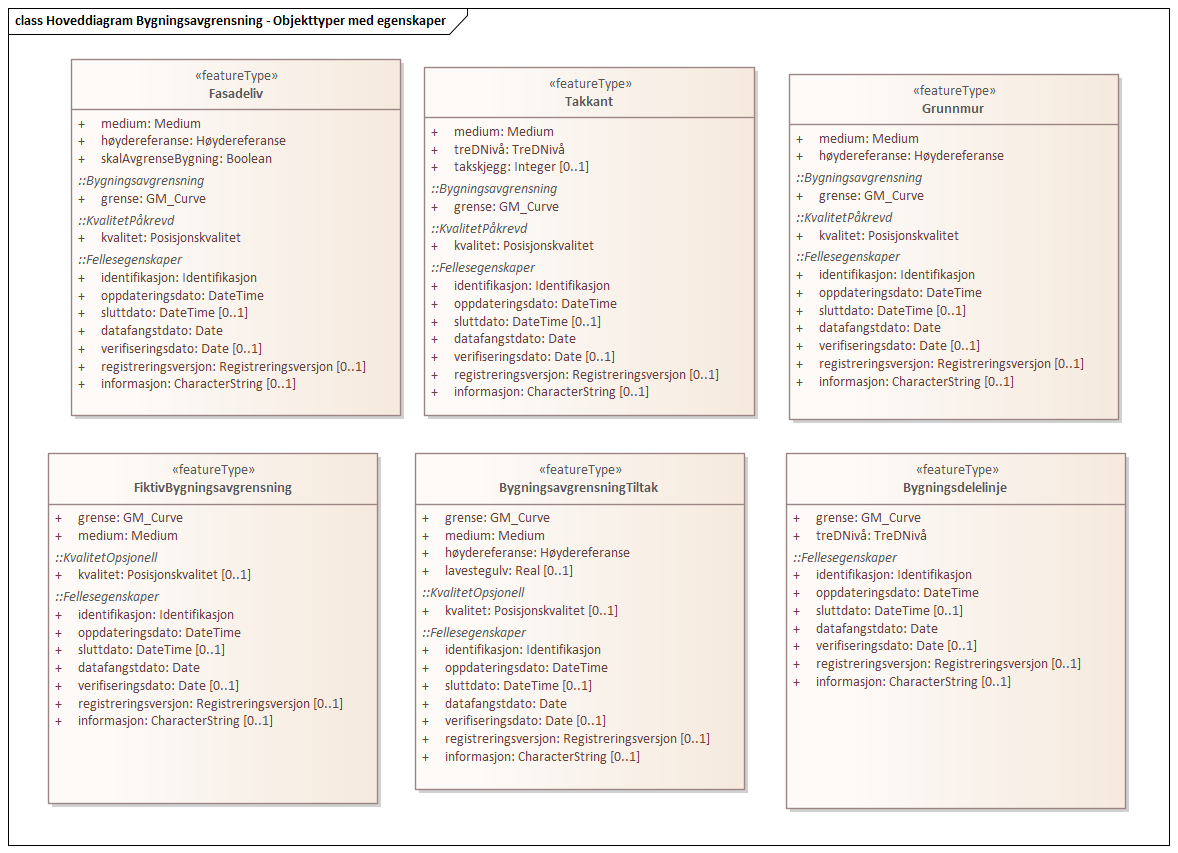 class Hoveddiagram Bygningsavgrensning - Objekttyper med egenskaper
«featureType»
Fasadeliv
+ medium: Medium
+ høydereferanse: Høydereferanse
+ skalAvgrenseBygning: Boolean
::Bygningsavgrensning
+ grense: GM_Curve
::KvalitetPåkrevd
+ kvalitet: Posisjonskvalitet
::Fellesegenskaper
+ identifikasjon: Identifikasjon
+ oppdateringsdato: DateTime
+ sluttdato: DateTime [0..1]
+ datafangstdato: Date
+ verifiseringsdato: Date [0..1]
+ registreringsversjon: Registreringsversjon [0..1]
+ informasjon: CharacterString [0..1]
«featureType»
Takkant
+ medium: Medium
+ treDNivå: TreDNivå
+ takskjegg: Integer [0..1]
::Bygningsavgrensning
+ grense: GM_Curve
::KvalitetPåkrevd
+ kvalitet: Posisjonskvalitet
::Fellesegenskaper
+ identifikasjon: Identifikasjon
+ oppdateringsdato: DateTime
+ sluttdato: DateTime [0..1]
+ datafangstdato: Date
+ verifiseringsdato: Date [0..1]
+ registreringsversjon: Registreringsversjon [0..1]
+ informasjon: CharacterString [0..1]
«featureType»
Grunnmur
+ medium: Medium
+ høydereferanse: Høydereferanse
::Bygningsavgrensning
+ grense: GM_Curve
::KvalitetPåkrevd
+ kvalitet: Posisjonskvalitet
::Fellesegenskaper
+ identifikasjon: Identifikasjon
+ oppdateringsdato: DateTime
+ sluttdato: DateTime [0..1]
+ datafangstdato: Date
+ verifiseringsdato: Date [0..1]
+ registreringsversjon: Registreringsversjon [0..1]
+ informasjon: CharacterString [0..1]
«featureType»
FiktivBygningsavgrensning
+ grense: GM_Curve
+ medium: Medium
::KvalitetOpsjonell
+ kvalitet: Posisjonskvalitet [0..1]
::Fellesegenskaper
+ identifikasjon: Identifikasjon
+ oppdateringsdato: DateTime
+ sluttdato: DateTime [0..1]
+ datafangstdato: Date
+ verifiseringsdato: Date [0..1]
+ registreringsversjon: Registreringsversjon [0..1]
+ informasjon: CharacterString [0..1]
«featureType»
BygningsavgrensningTiltak
+ grense: GM_Curve
+ medium: Medium
+ høydereferanse: Høydereferanse
+ lavestegulv: Real [0..1]
::KvalitetOpsjonell
+ kvalitet: Posisjonskvalitet [0..1]
::Fellesegenskaper
+ identifikasjon: Identifikasjon
+ oppdateringsdato: DateTime
+ sluttdato: DateTime [0..1]
+ datafangstdato: Date
+ verifiseringsdato: Date [0..1]
+ registreringsversjon: Registreringsversjon [0..1]
+ informasjon: CharacterString [0..1]
«featureType»
Bygningsdelelinje
+ grense: GM_Curve
+ treDNivå: TreDNivå
::Fellesegenskaper
+ identifikasjon: Identifikasjon
+ oppdateringsdato: DateTime
+ sluttdato: DateTime [0..1]
+ datafangstdato: Date
+ verifiseringsdato: Date [0..1]
+ registreringsversjon: Registreringsversjon [0..1]
+ informasjon: CharacterString [0..1]